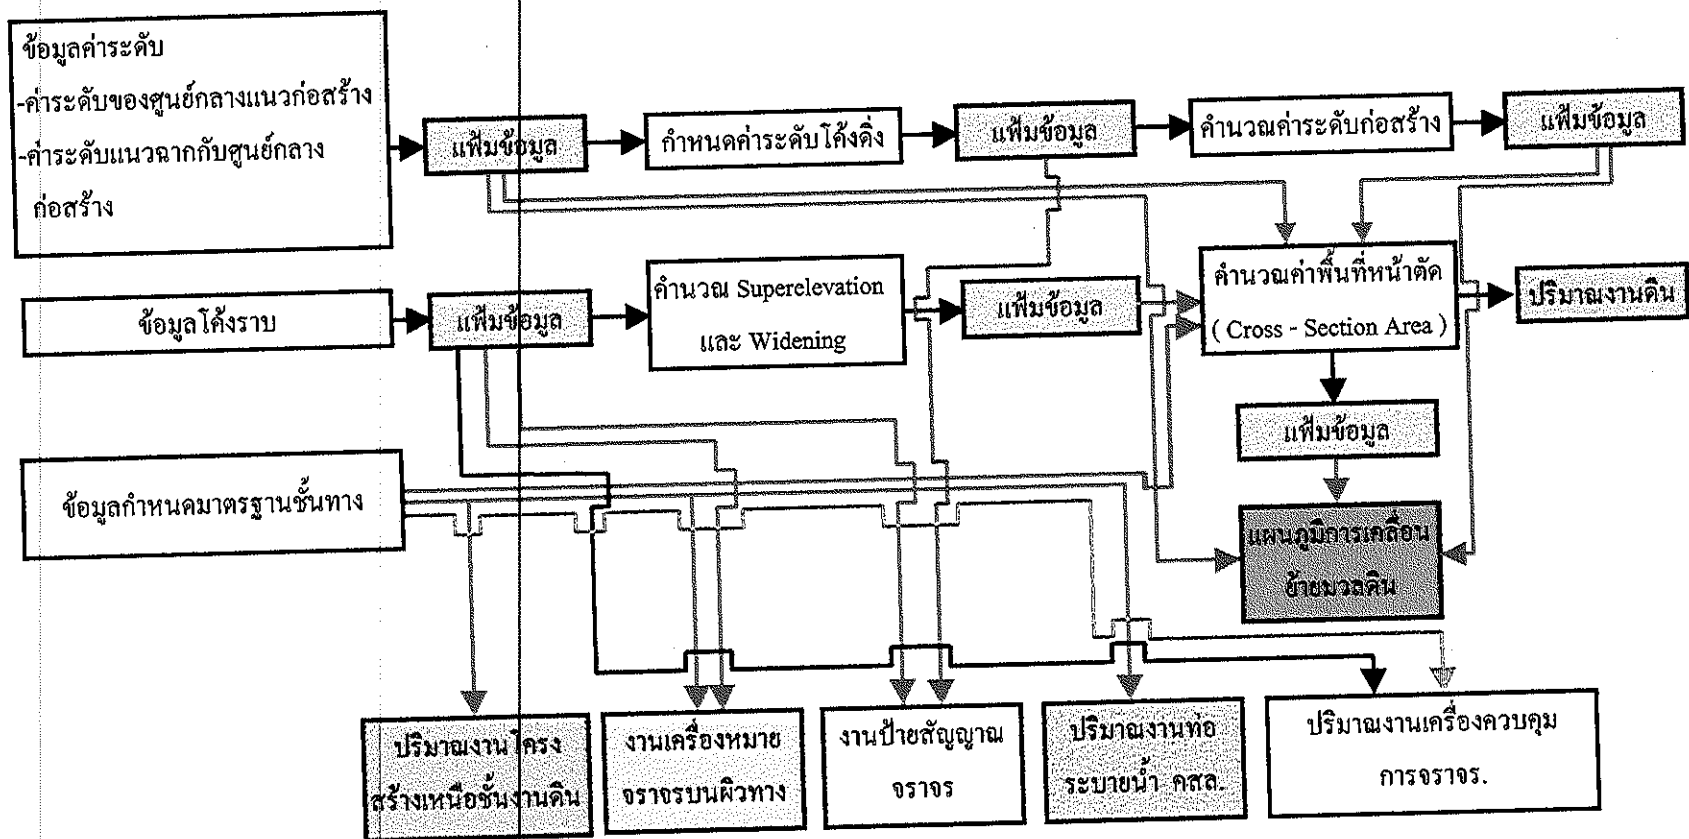 ข้อมูลค่าระดับ
-ค่าระดับของศูนย์กลางแนวก่อสร้าง
-ค่าระดับแนวฉากกับศูนย์กลาง
ก่อสร้าง
แฟ้มข้อมูล
กำหนดค่าระดับโค้งดิ่ง
แฟ้มข้อมูล
คำนวณค่าระดับก่อสร้าง
แฟ้มข้อมูล
ข้อมูลโค้งราบ
แฟ้มข้อมูล
คำนวณ Superelevation
และ Widening
แฟ้มข้อมูล
คำนวณค่าพื้นที่หน้าตัด
( Cross - Section Area )
ปริมาณงานดิน
แฟ้มข้อมูล
ข้อมูลกำหนดมาตรฐานชั้นทาง
แผนภูมิการเคลื่อน
ย้ายมวลดิน
ปริมาณงานโครง
สร้างเหนือชั้นงานดิน
งานเครื่องหมาย
จราจรบนผิวทาง
งานป้ายสัญญาณ
จราจร
ปริมาณงานท่อ
ระบายน้ำ คสล.
ปริมาณงานเครื่องควบคุม
การจราจร.